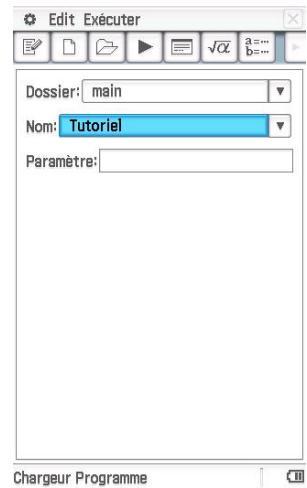 Edit Exécuter
√α a=··· b=···
Dossier: main
Nom: Tutoriel
Paramètre:
Chargeur Programme